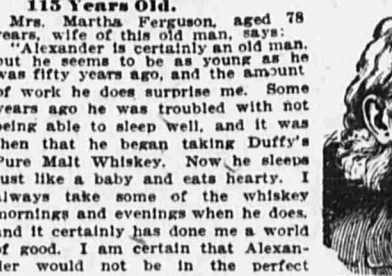 115 Years Old.
Mrs. Martha Ferguson, aged 78
years, wife of this old man, says:
"Alexander is certainly an old man,
but he seems to be as young as he
was fifty years ago, and the amount
of work he does surprise me. Some
years ago he was troubled with not
being able to sleep well, and it was
then that he began taking Duffy's
Pure Malt Whiskey. Now he sleeps
just like a baby and eats hearty. I
always take some of the whiskey
mornings and evenings when he does,
and it certainly has done me a world
of good. I am certain that Alexan-
der would not be in the perfect